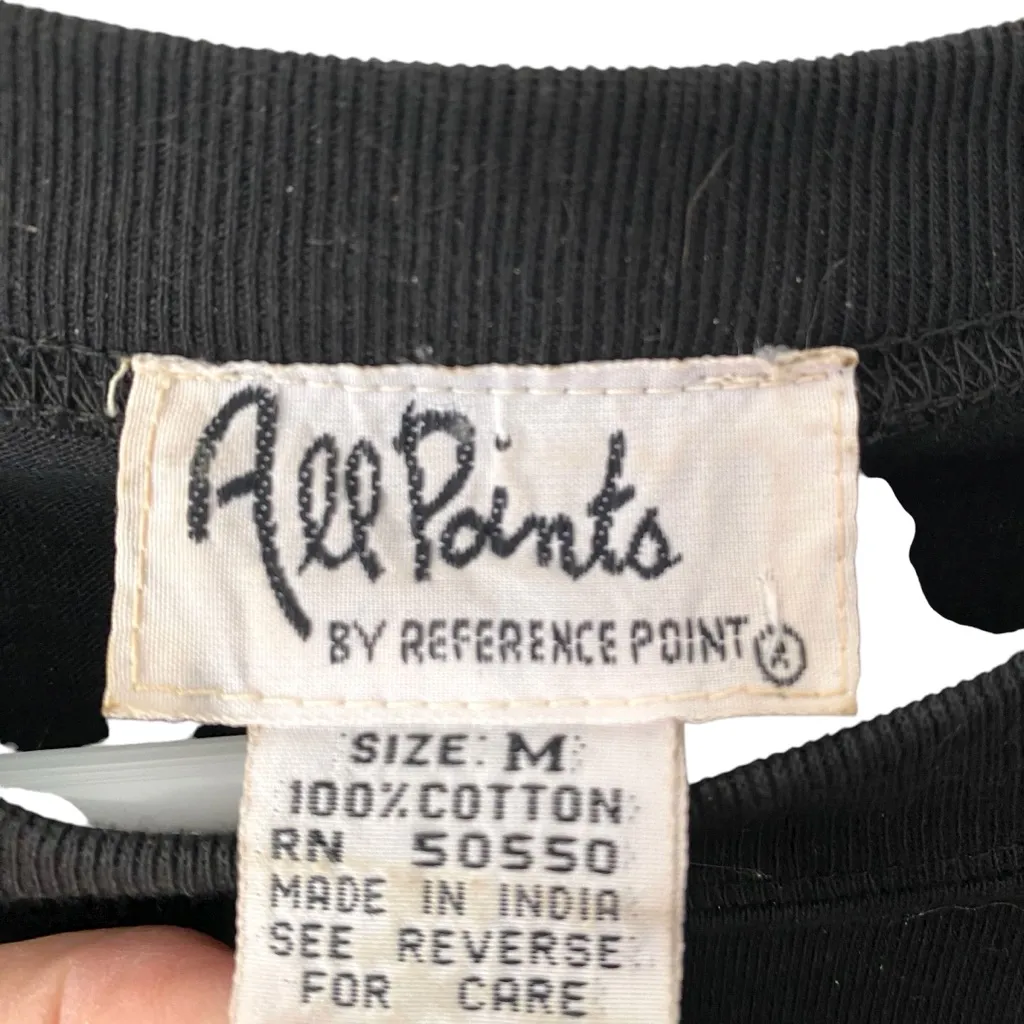 All Points
BY REFERENCE POINT
SIZE: M
100% COTTON
RN 50550
MADE IN INDIA
SEE REVERSE
FOR CARE